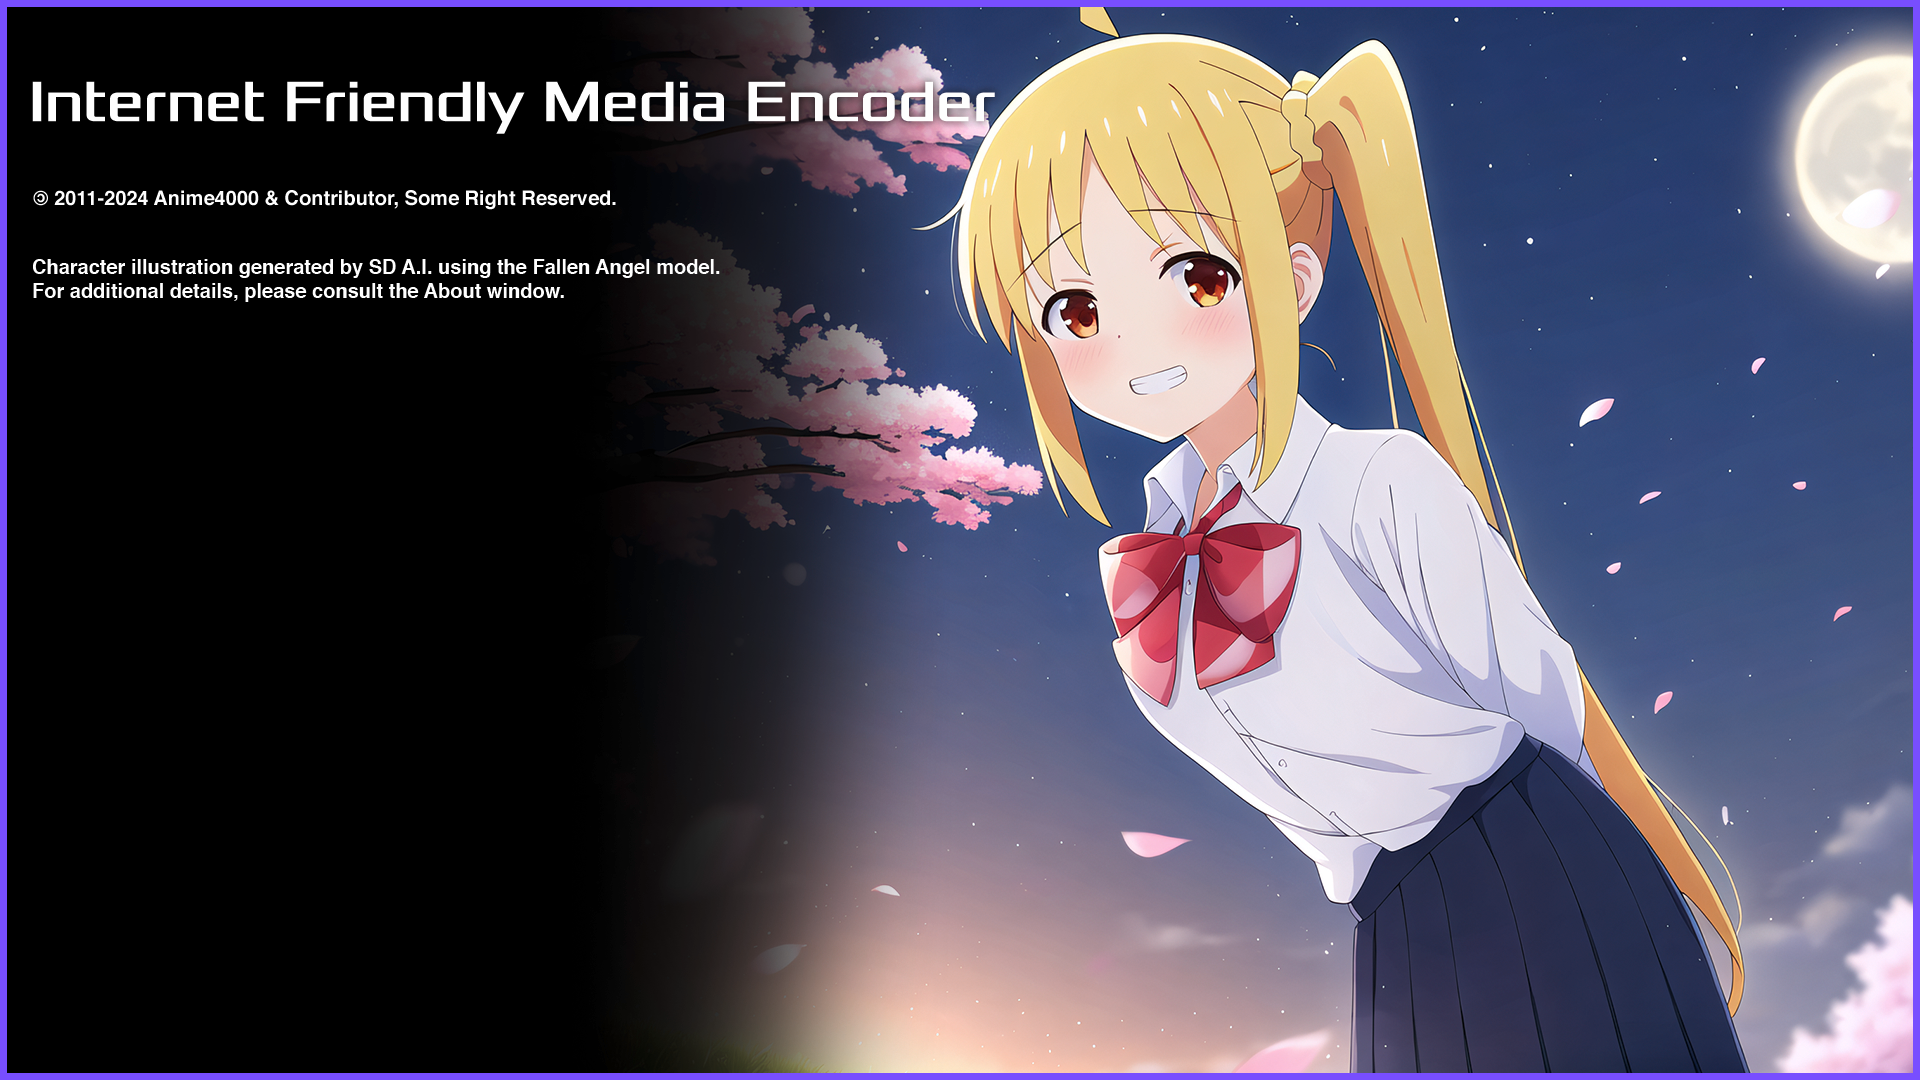 Internet Friendly Media Encoder
🄯 2011-2024 Anime4000 & Contributor, Some Right Reserved.
Character illustration generated by SD A.I. using the Fallen Angel model.
For additional details, please consult the About window.